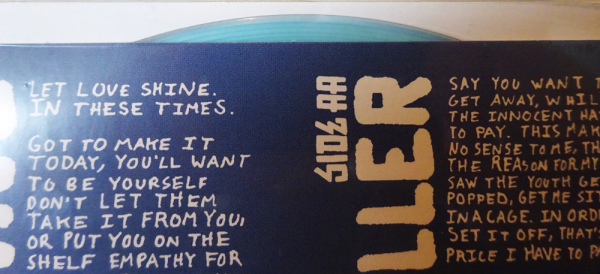 LET LOVE SHINE.
IN THESE TIMES.
GOT TO MAKE IT
TODAY, YOU'LL WANT
TO BE YOURSELF
DON'T LET THEM
TAKE IT FROM YOU,
OR PUT YOU ON THE
SHELF EMPATHY FOR
SIDE AA
LLER
SAY YOU WANT T
GET AWAY, WHIL
THE INNOCENT HA
TO PAY. THIS MAK
NO SENSE TO ME, TH
THE REASON FOR MY
SAW THE YOUTH GE
POPPED, GET ME SIT
IN A CAGE. IN ORD
SET IT OFF, THAT'S
PRICE I HAVE TO PA